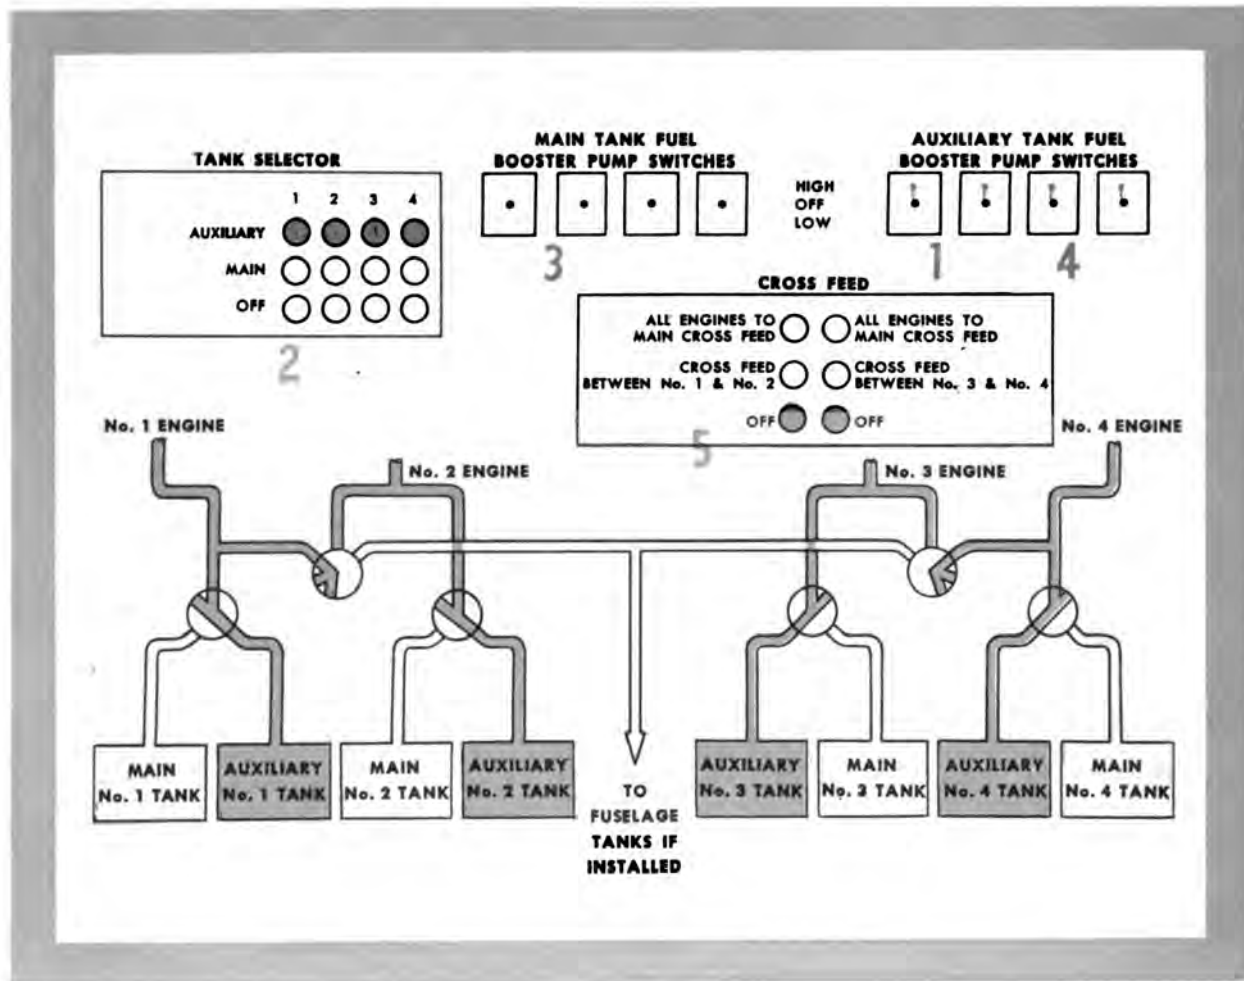 TANK SELECTOR
1 2 3 4
AUXILIARY
MAIN
OFF
2
MAIN TANK FUEL
BOOSTER PUMP SWITCHES
3
HIGH
OFF
LOW
AUXILIARY TANK FUEL
BOOSTER PUMP SWITCHES
1 4
CROSS FEED
ALL ENGINES TO
MAIN CROSS FEED
ALL ENGINES TO
MAIN CROSS FEED
CROSS FEED
BETWEEN No. 1 & No. 2
CROSS FEED
BETWEEN No. 3 & No. 4
OFF OFF
5
No. 1 ENGINE
No. 2 ENGINE
No. 3 ENGINE
No. 4 ENGINE
MAIN
No. 1 TANK
AUXILIARY
No. 1 TANK
MAIN
No. 2 TANK
AUXILIARY
No. 2 TANK
TO
FUSELAGE
TANKS IF
INSTALLED
AUXILIARY
No. 3 TANK
MAIN
No. 3 TANK
AUXILIARY
No. 4 TANK
MAIN
No. 4 TANK